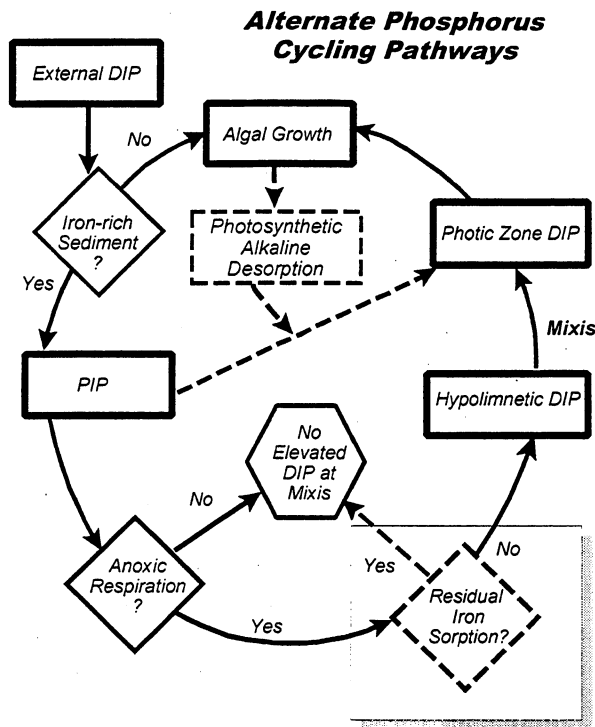 Alternate Phosphorus
Cycling Pathways
External DIP
No
Algal Growth
Iron-rich
Sediment
?
Photosynthetic
Alkaline
Desorption
Photic Zone DIP
Yes
Mixis
PIP
Hypolimnetic DIP
No
Elevated
DIP at
Mixis
No
Anoxic
Respiration
?
Yes
No
Residual
Iron
Sorption?
Yes